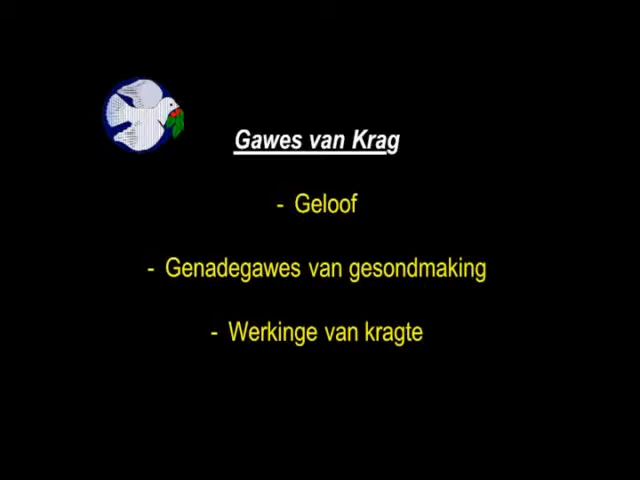 Gawes van Krag
- Geloof
- Genadegawes van gesondmaking
- Werkinge van kragte